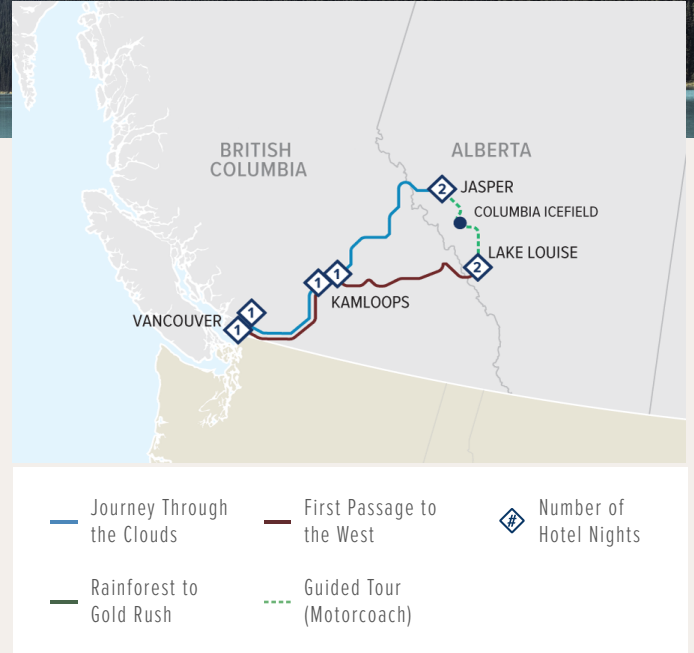 BRITISH
COLUMBIA
ALBERTA
2
JASPER
COLUMBIA ICEFIELD
LAKE LOUISE
2
1
1
KAMLOOPS
1
VANCOUVER
1
Journey Through
the Clouds
First Passage to
the West
#
Number of
Hotel Nights
Rainforest to
Gold Rush
Guided Tour
(Motorcoach)